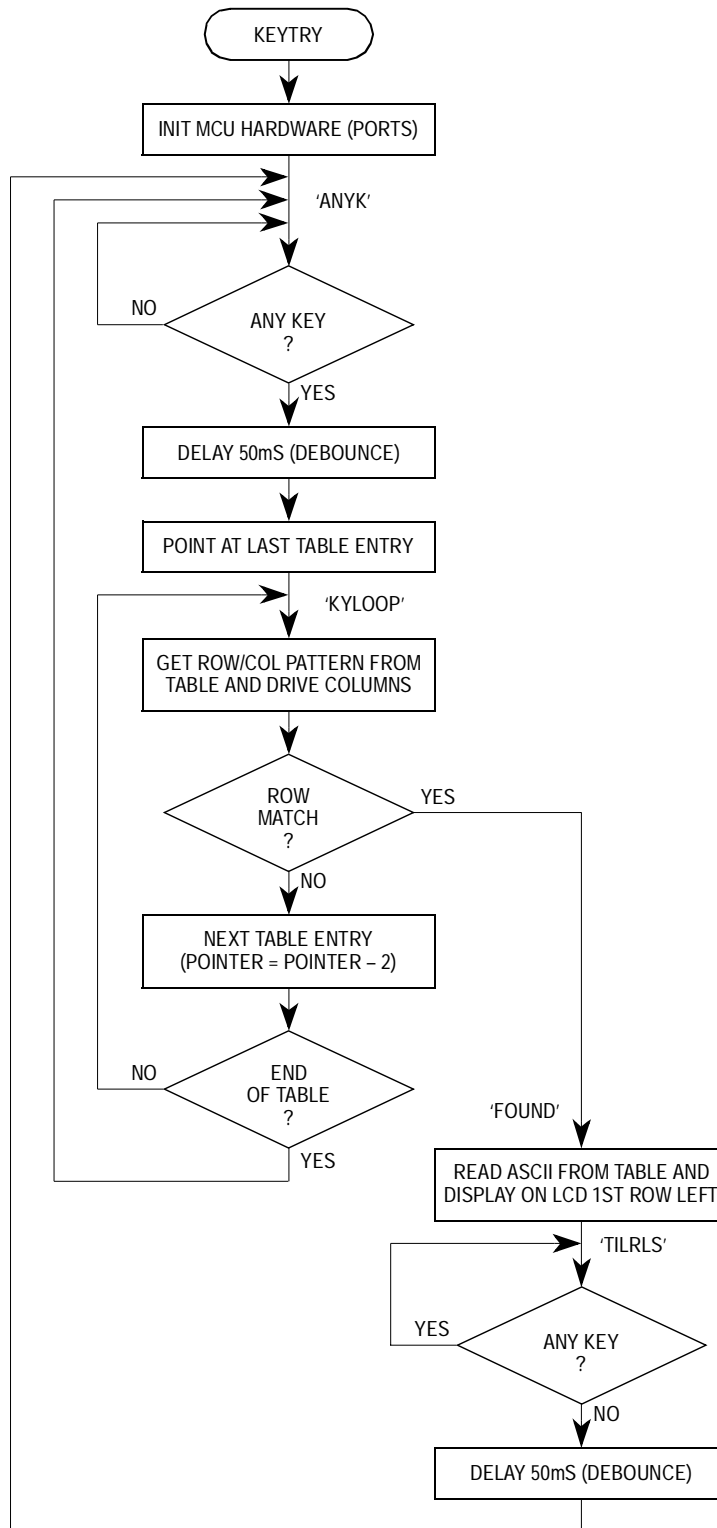 KEYTRY
INIT MCU HARDWARE (PORTS)
‘ANYK’
NO
ANY KEY
?
YES
DELAY 50mS (DEBOUNCE)
POINT AT LAST TABLE ENTRY
‘KYLOOP’
GET ROW/COL PATTERN FROM
TABLE AND DRIVE COLUMNS
ROW
MATCH
?
YES
NO
NEXT TABLE ENTRY
(POINTER = POINTER – 2)
NO
END
OF TABLE
?
YES
‘FOUND’
READ ASCII FROM TABLE AND
DISPLAY ON LCD 1ST ROW LEFT
‘TILRLS’
YES
ANY KEY
?
NO
DELAY 50mS (DEBOUNCE)